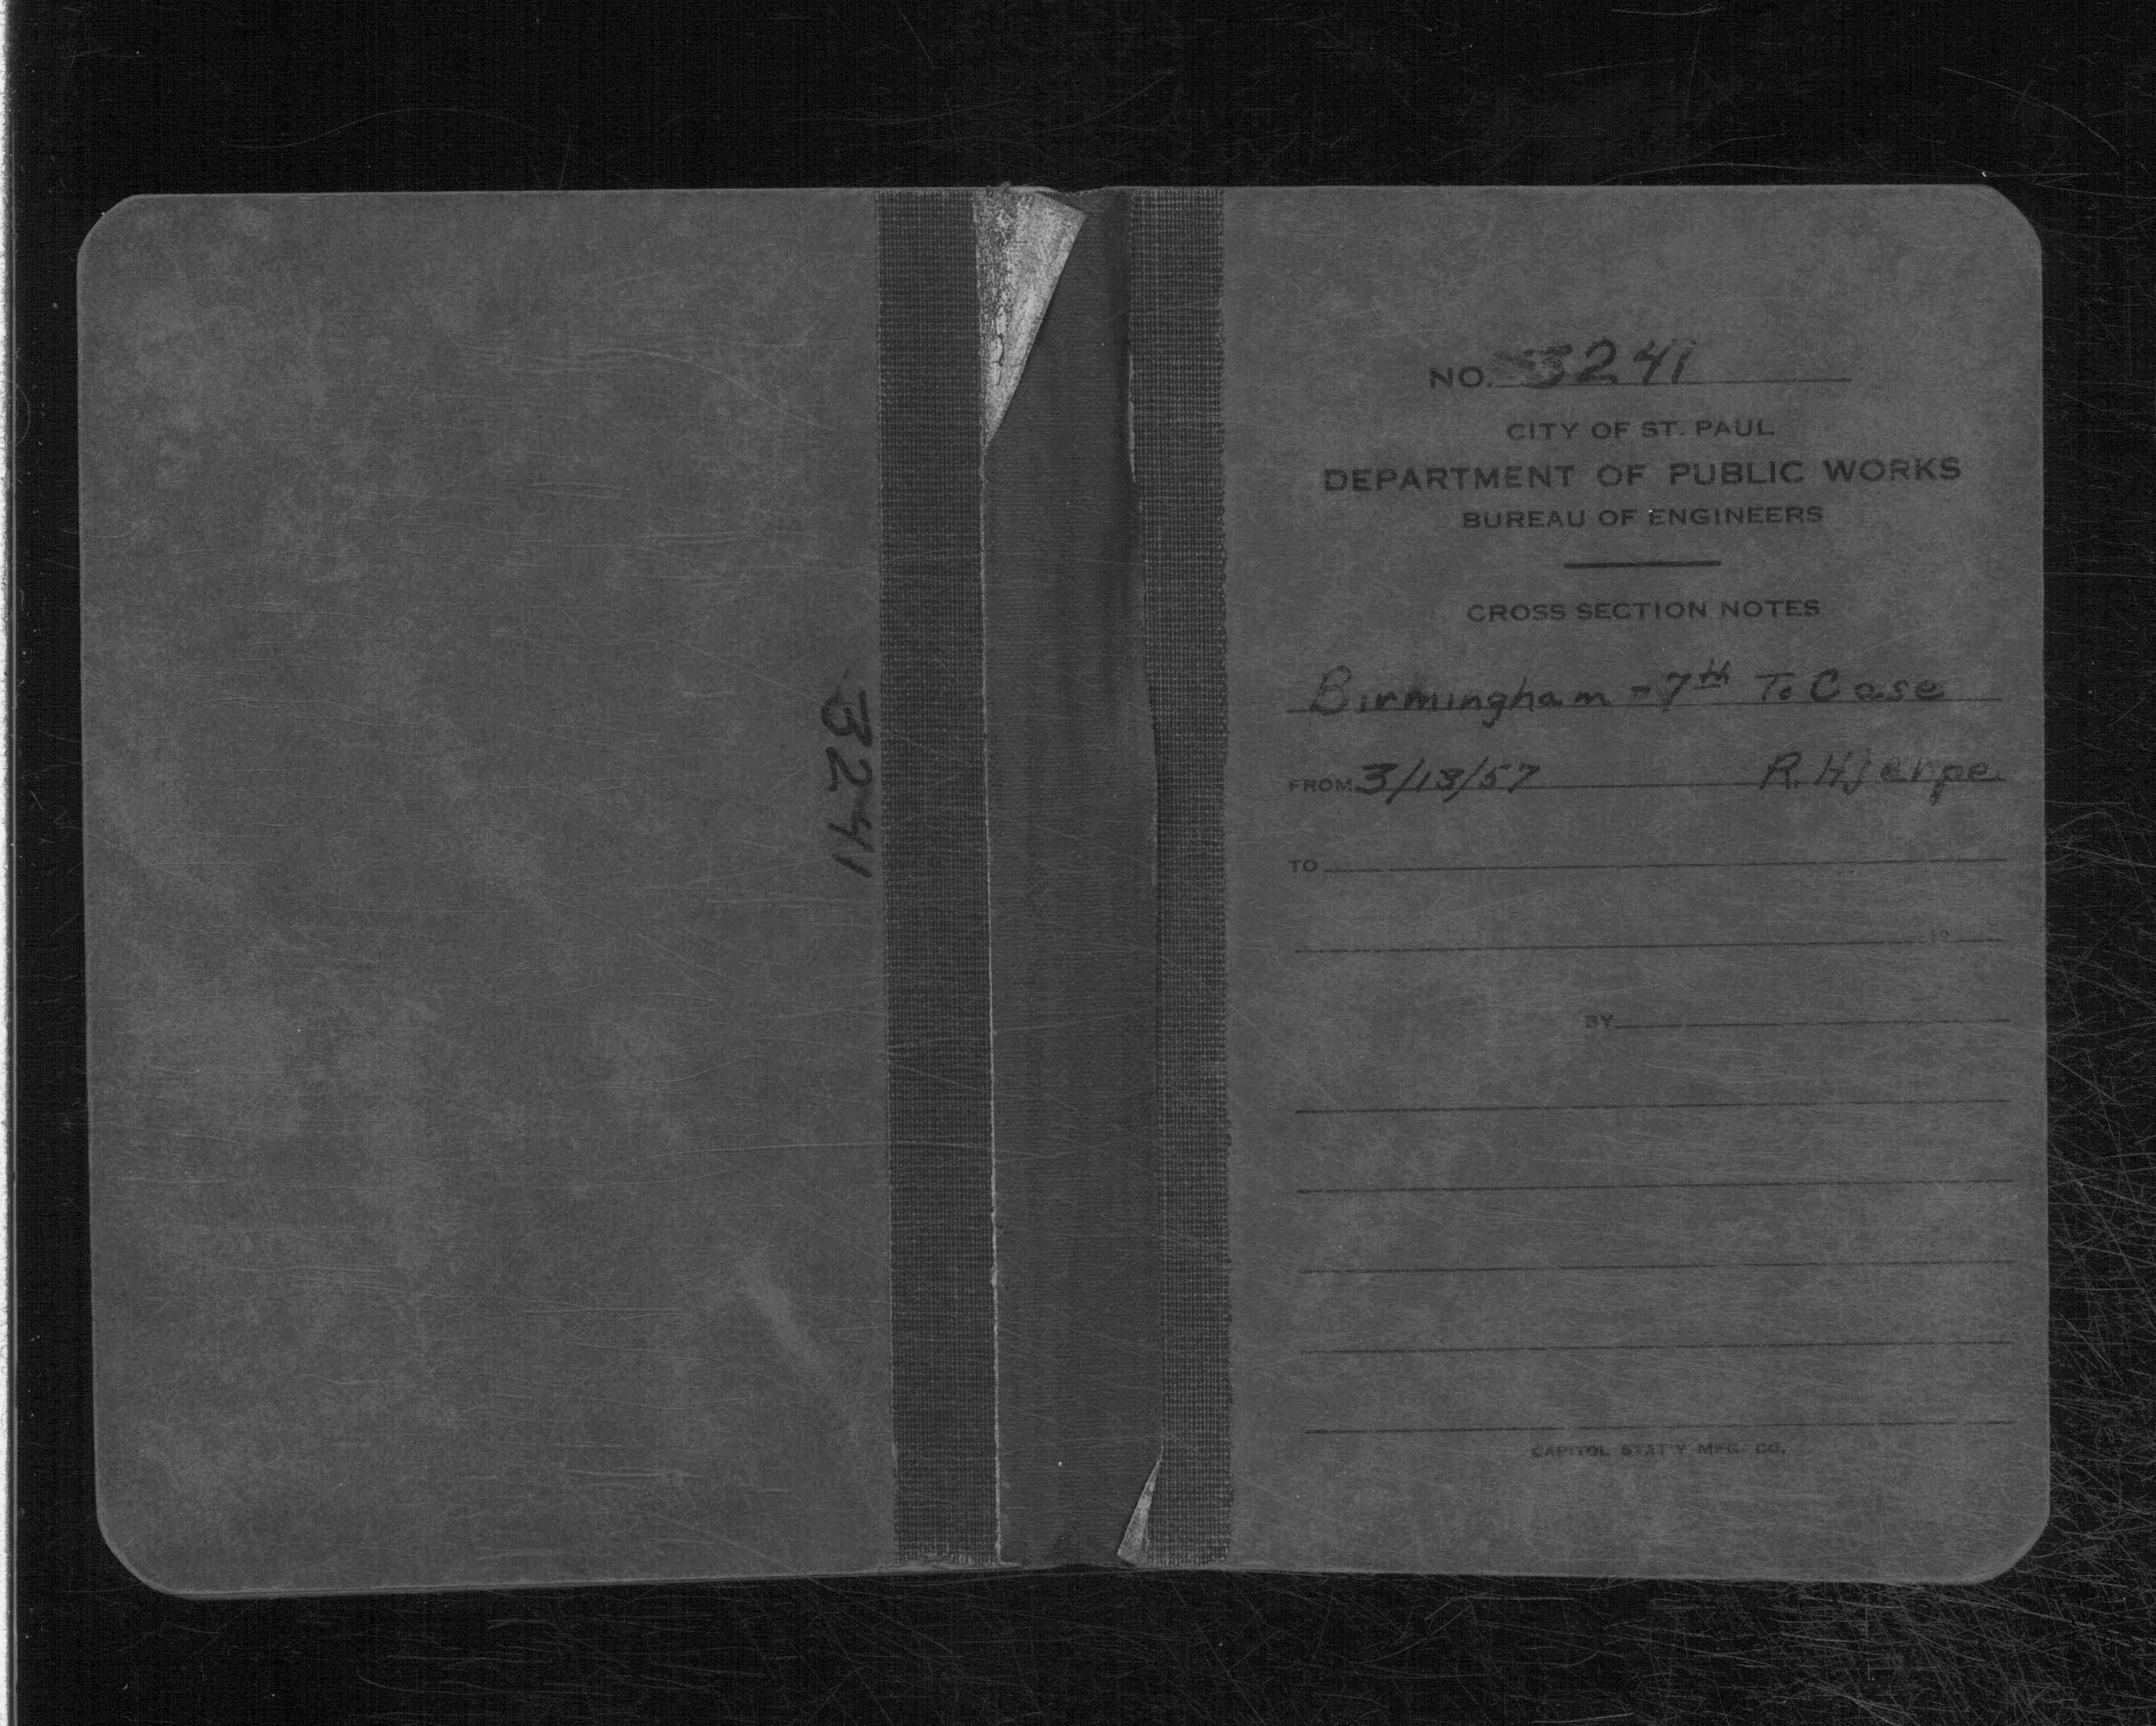 3241
NO. 3241
CITY OF ST. PAUL
DEPARTMENT OF PUBLIC WORKS
BUREAU OF ENGINEERS
CROSS SECTION NOTES
Birmingham - 7th To Case
FROM 3/13/57 R. Hjerpe
TO
19
BY
CAPITOL STAT'Y MFG. CO.